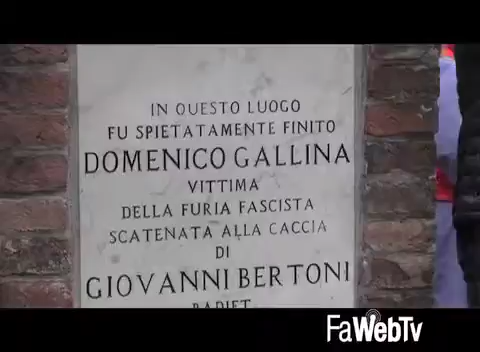 IN QUESTO LUOGO
FU SPIETATAMENTE FINITO
DOMENICO GALLINA
VITTIMA
DELLA FURIA FASCISTA
SCATENATA ALLA CACCIA
DI
GIOVANNI BERTONI
FaWebTv